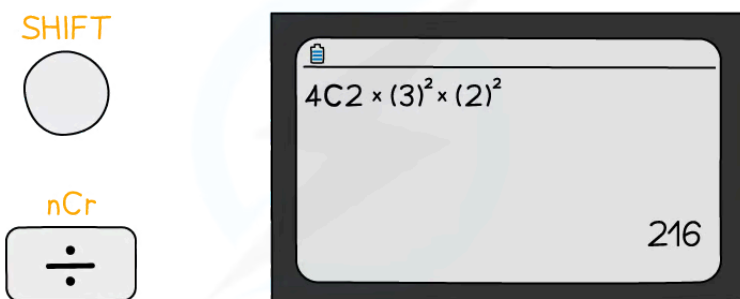 SHIFT
4C2 × (3)² × (2)²
nCr
÷
216